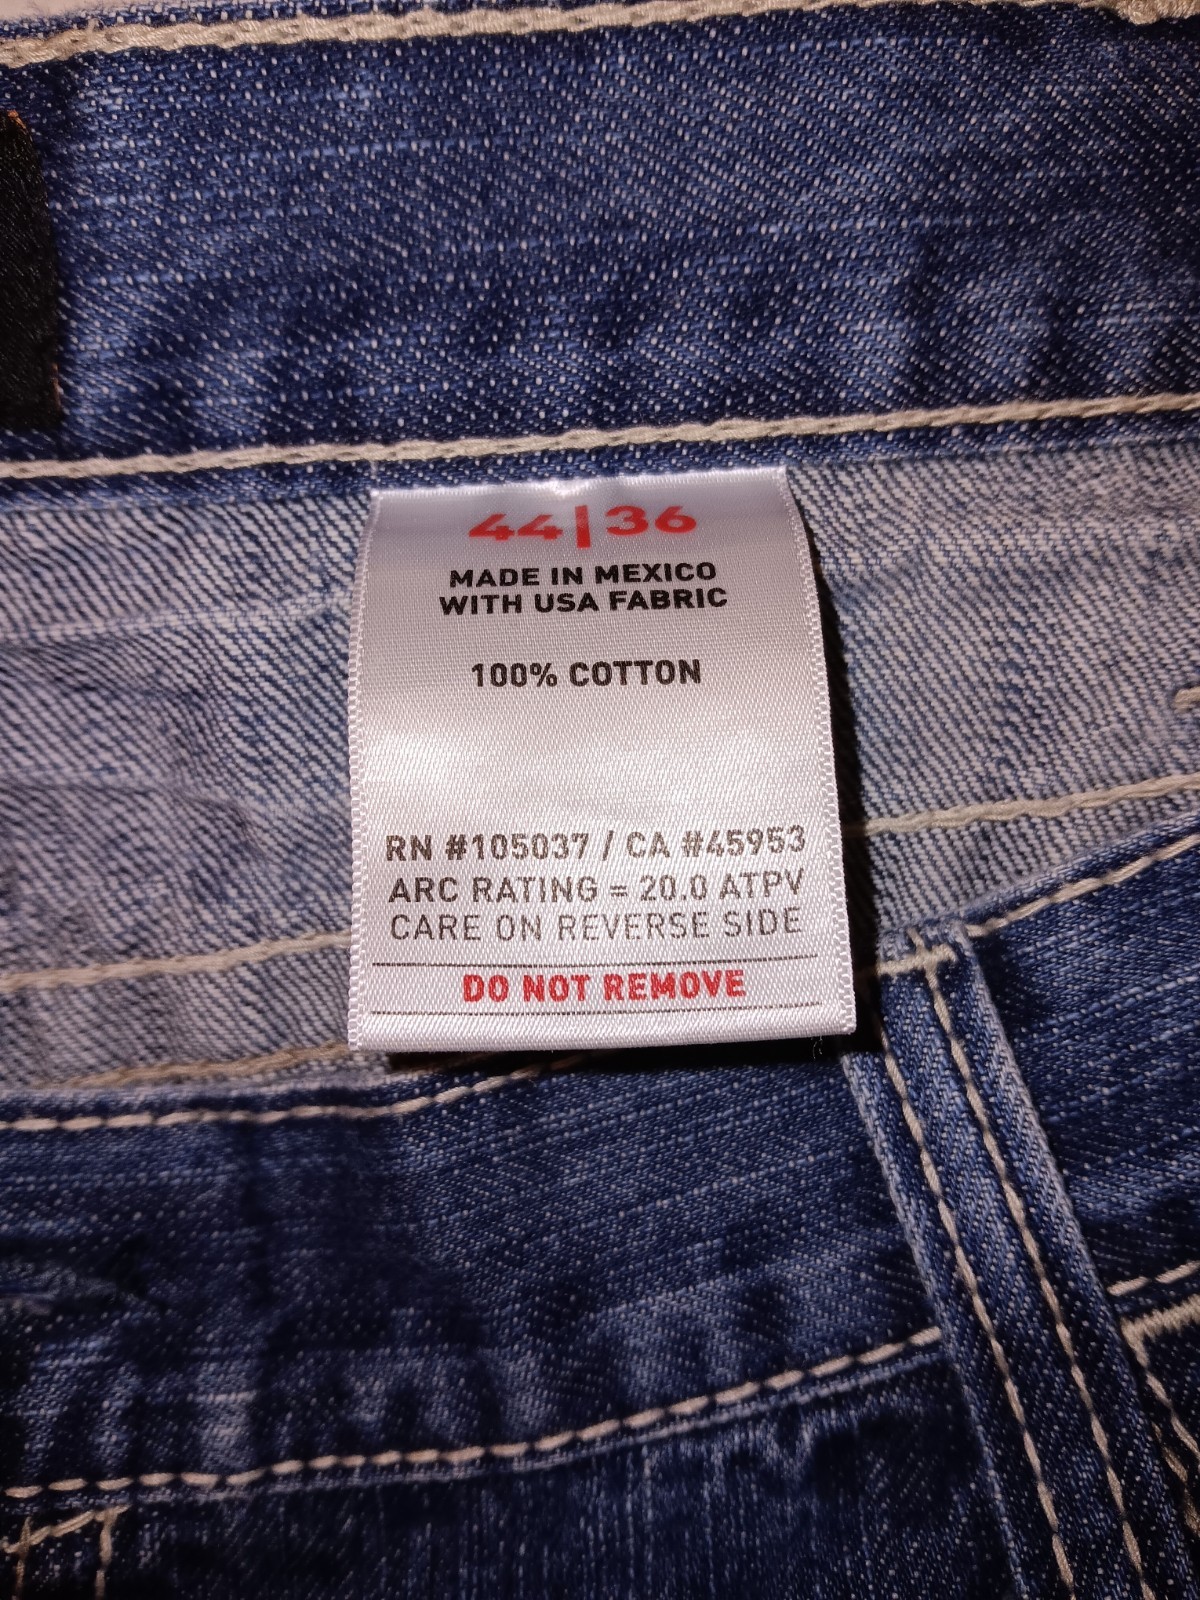 44|36
MADE IN MEXICO
WITH USA FABRIC
100% COTTON
RN #105037 / CA #45953
ARC RATING = 20.0 ATPV
CARE ON REVERSE SIDE
DO NOT REMOVE